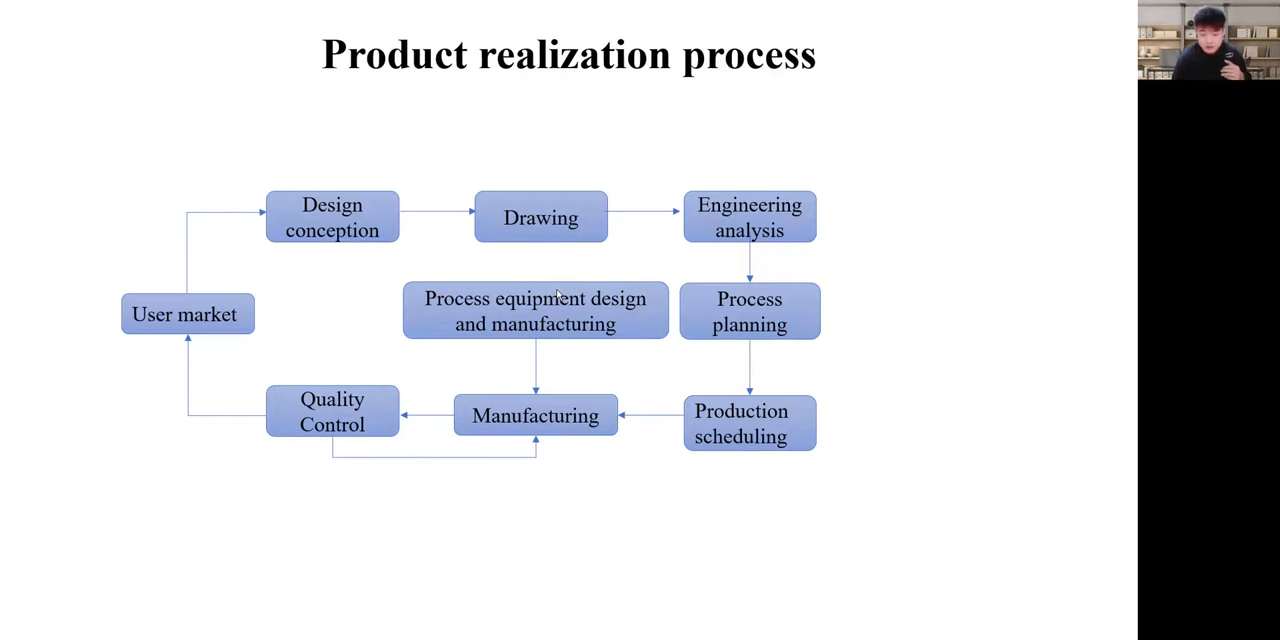 Product realization process
Design
conception
Drawing
Engineering
analysis
User market
Process equipment design
and manufacturing
Process
planning
Quality
Control
Manufacturing
Production
scheduling